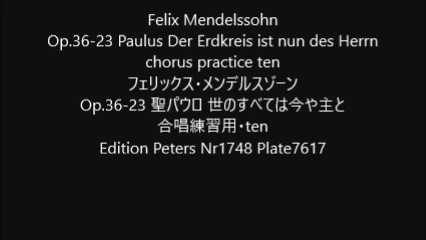 Felix Mendelssohn
Op.36-23 Paulus Der Erdkreis ist nun des Herrn
chorus practice ten
フェリックス・メンデルスゾーン
Op.36-23 聖パウロ 世のすべては今や主と
合唱練習用・ten
Edition Peters Nr1748 Plate7617